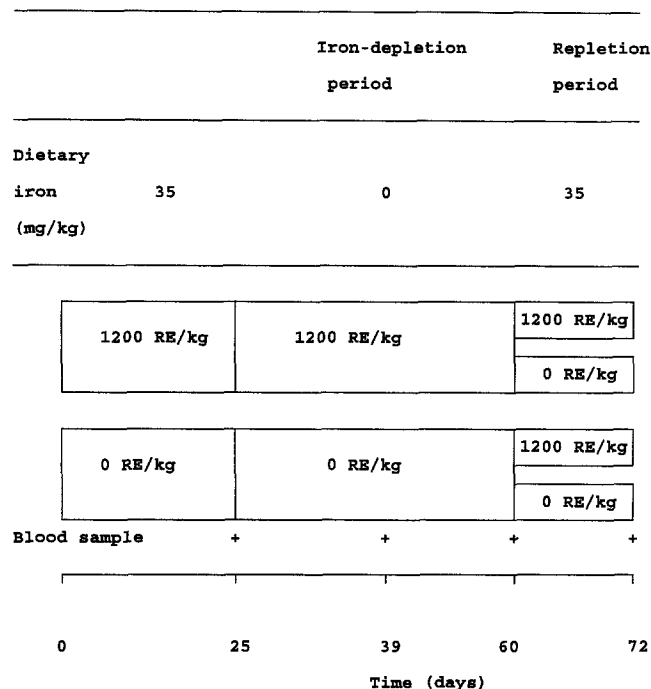 Iron-depletion Repletion
period period
Dietary
iron 35 0 35
(mg/kg)
1200 RE/kg 1200 RE/kg 1200 RE/kg
0 RE/kg
0 RE/kg 0 RE/kg 1200 RE/kg
0 RE/kg
Blood sample + + + +
0 25 39 60 72
Time (days)